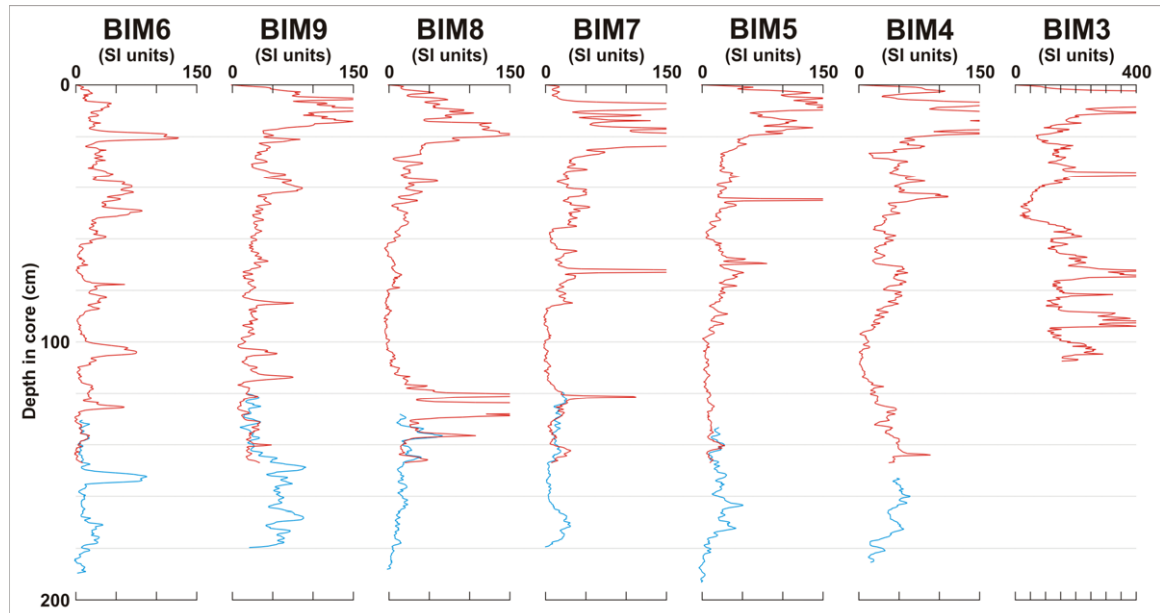 BIM6 BIM9 BIM8 BIM7 BIM5 BIM4 BIM3
(SI units) (SI units) (SI units) (SI units) (SI units) (SI units) (SI units)
0 150 0 150 0 150 0 150 0 150 0 150 0 400
0
100
200
Depth in core (cm)